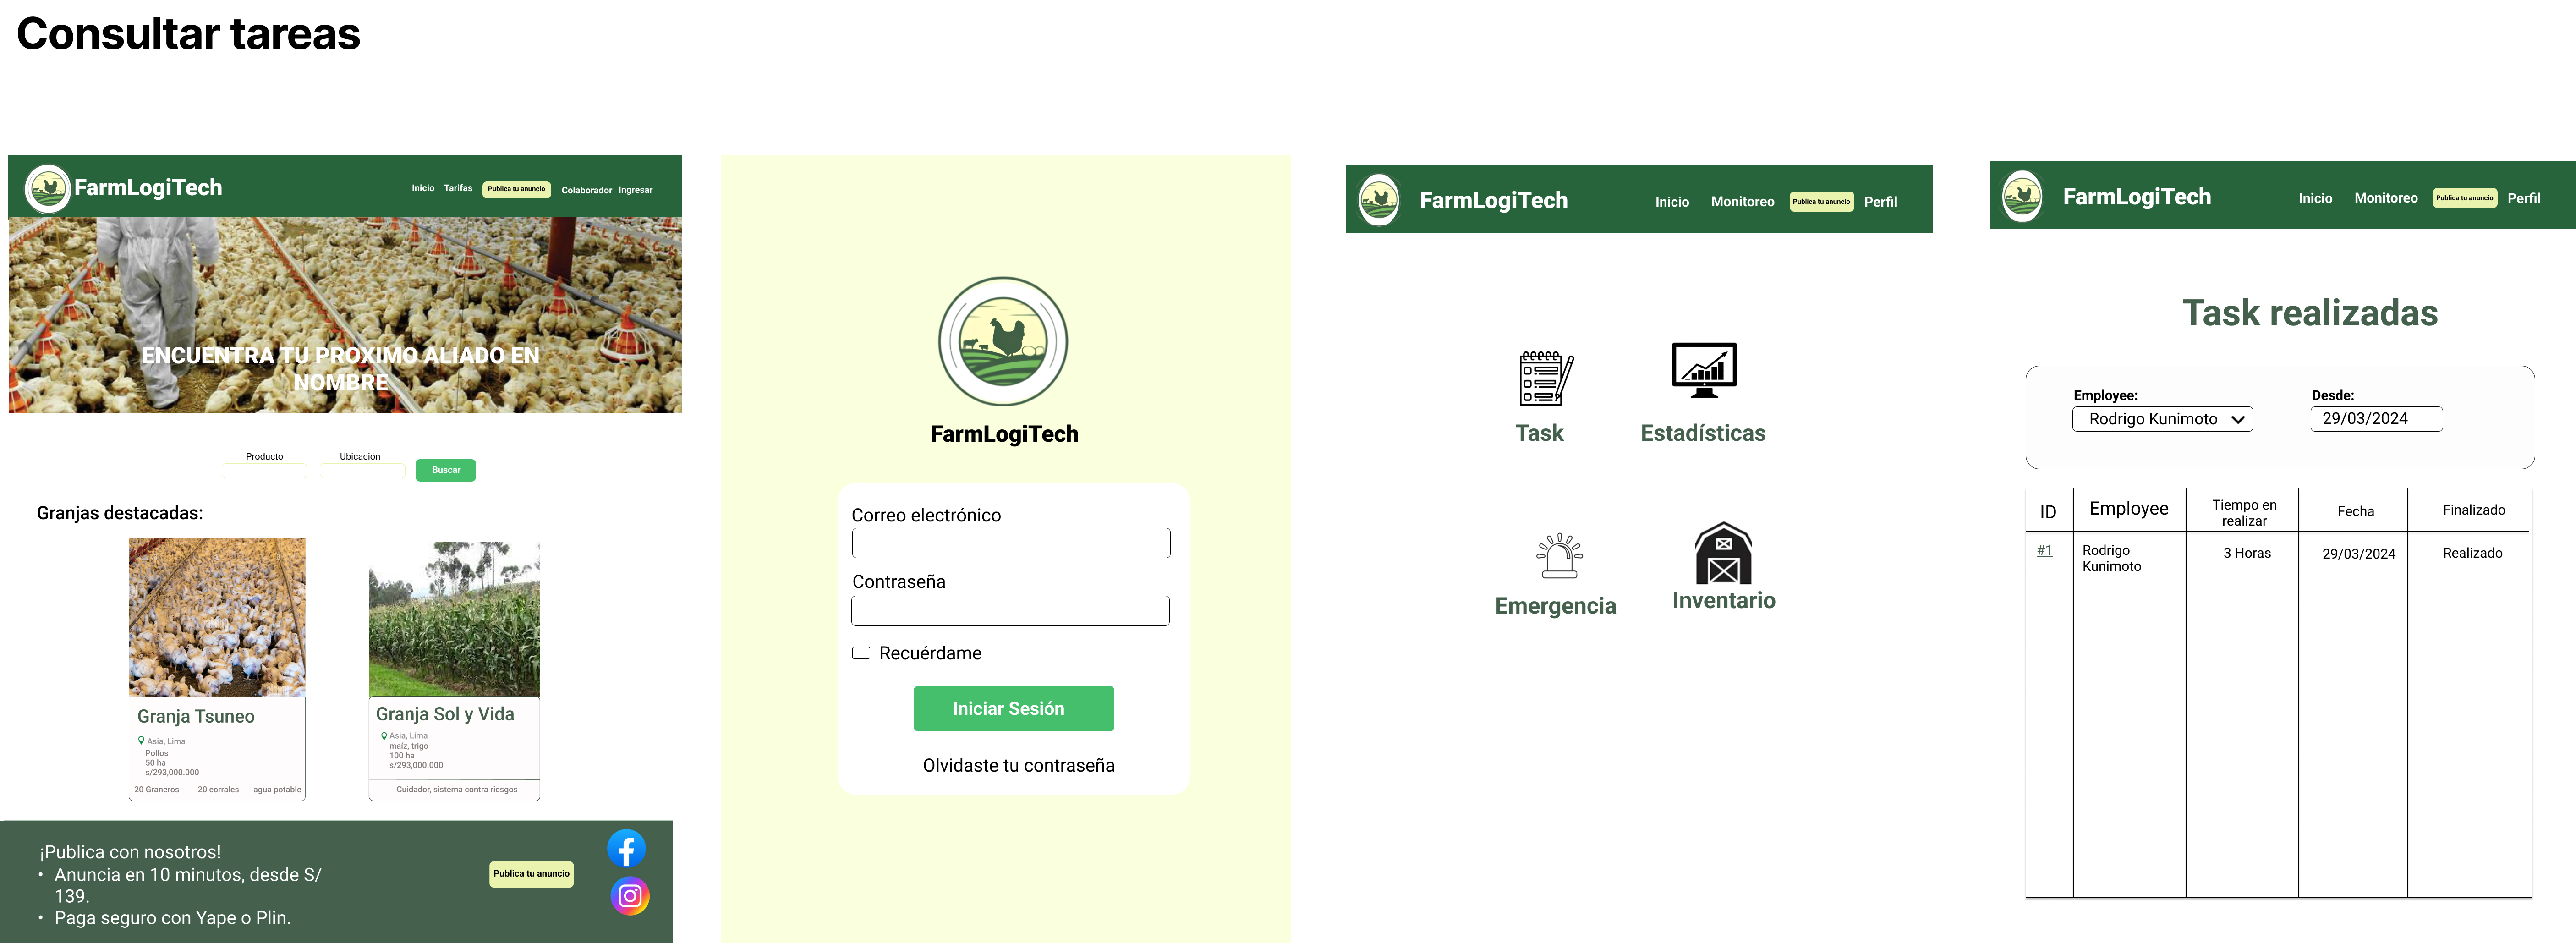 Consultar tareas
FarmLogiTech
Inicio
Tarifas
Publica tu anuncio
Colaborador
Ingresar
ENCUENTRA TU PROXIMO ALIADO EN
NOMBRE
Producto
Ubicación
Buscar
Granjas destacadas:
Granja Tsuneo
Asia, Lima
Pollos
50 ha
s/293,000.000
20 Graneros
20 corrales
agua potable
Granja Sol y Vida
Asia, Lima
maíz, trigo
100 ha
s/293,000.000
Cuidador, sistema contra riesgos
¡Publica con nosotros!
• Anuncia en 10 minutos, desde S/
139.
• Paga seguro con Yape o Plin.
Publica tu anuncio
FarmLogiTech
Correo electrónico
Contraseña
Recuérdame
Iniciar Sesión
Olvidaste tu contraseña
FarmLogiTech
Inicio
Monitoreo
Publica tu anuncio
Perfil
Task
Estadísticas
Emergencia
Inventario
FarmLogiTech
Inicio
Monitoreo
Publica tu anuncio
Perfil
Task realizadas
Employee:
Rodrigo Kunimoto
Desde:
29/03/2024
ID
Employee
Tiempo en
realizar
Fecha
Finalizado
#1
Rodrigo
Kunimoto
3 Horas
29/03/2024
Realizado